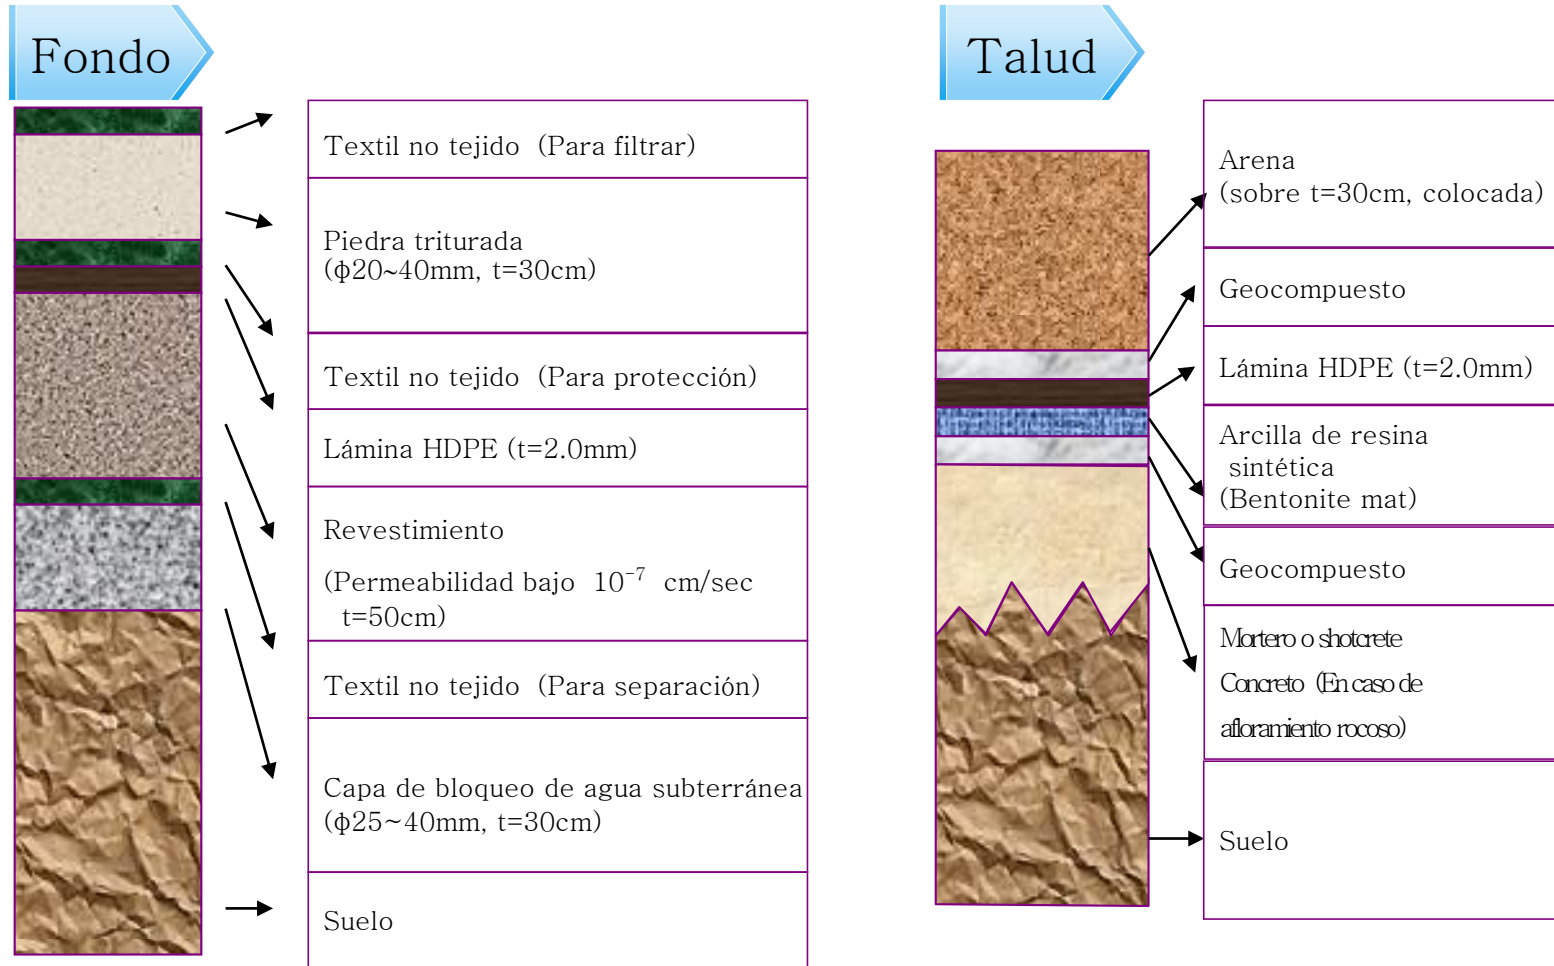 Fondo
Textil no tejido (Para filtrar)
Piedra triturada
(ϕ20~40mm, t=30cm)
Textil no tejido (Para protección)
Lámina HDPE (t=2.0mm)
Revestimiento
(Permeabilidad bajo 10⁻⁷ cm/sec
t=50cm)
Textil no tejido (Para separación)
Capa de bloqueo de agua subterránea
(ϕ25~40mm, t=30cm)
Suelo
Talud
Arena
(sobre t=30cm, colocada)
Geocompuesto
Lámina HDPE (t=2.0mm)
Arcilla de resina
sintética
(Bentonite mat)
Geocompuesto
Mortero o shotcrete
Concreto (En caso de
afloramiento rocoso)
Suelo